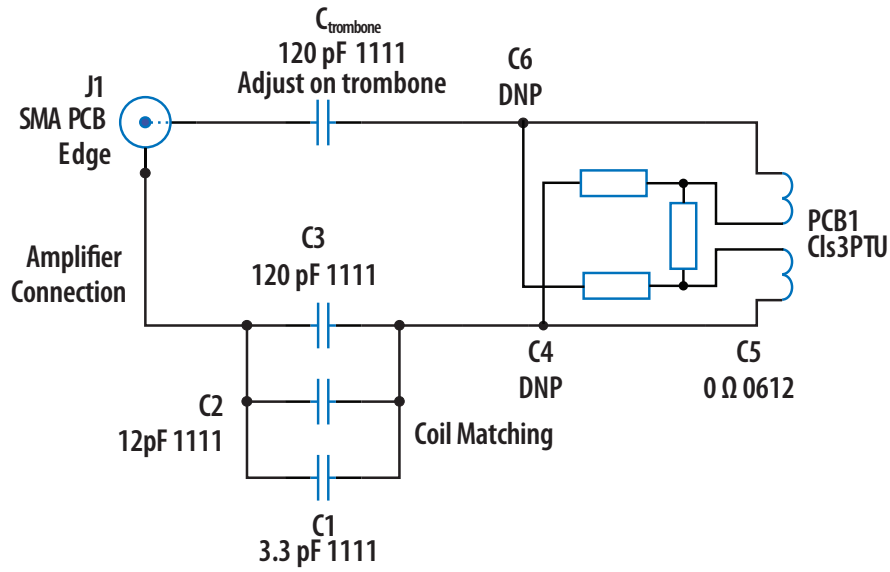 C trombone
120 pF 1111
Adjust on trombone
J1
SMA PCB
Edge
C6
DNP
PCB1
Cls3PTU
Amplifier
Connection
C3
120 pF 1111
C2
12pF 1111
Coil Matching
C4
DNP
C5
0 Ω 0612
C1
3.3 pF 1111